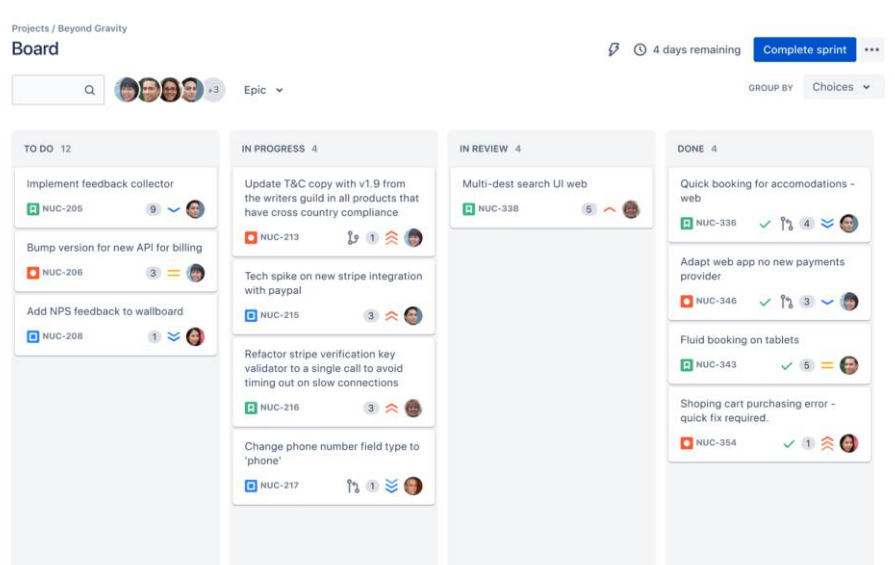 Projects / Beyond Gravity
Board
4 days remaining
Complete sprint
+3
Epic
GROUP BY
Choices
TO DO 12
Implement feedback collector
NUC-205
9
Bump version for new API for billing
NUC-206
3
Add NPS feedback to wallboard
NUC-208
1
IN PROGRESS 4
Update T&C copy with v1.9 from
the writers guild in all products that
have cross country compliance
NUC-213
1
Tech spike on new stripe integration
with paypal
NUC-215
3
Refactor stripe verification key
validator to a single call to avoid
timing out on slow connections
NUC-216
3
Change phone number field type to
'phone'
NUC-217
1
IN REVIEW 4
Multi-dest search UI web
NUC-338
5
DONE 4
Quick booking for accomodations -
web
NUC-336
4
Adapt web app no new payments
provider
NUC-346
3
Fluid booking on tablets
NUC-343
5
Shoping cart purchasing error -
quick fix required.
NUC-354
1